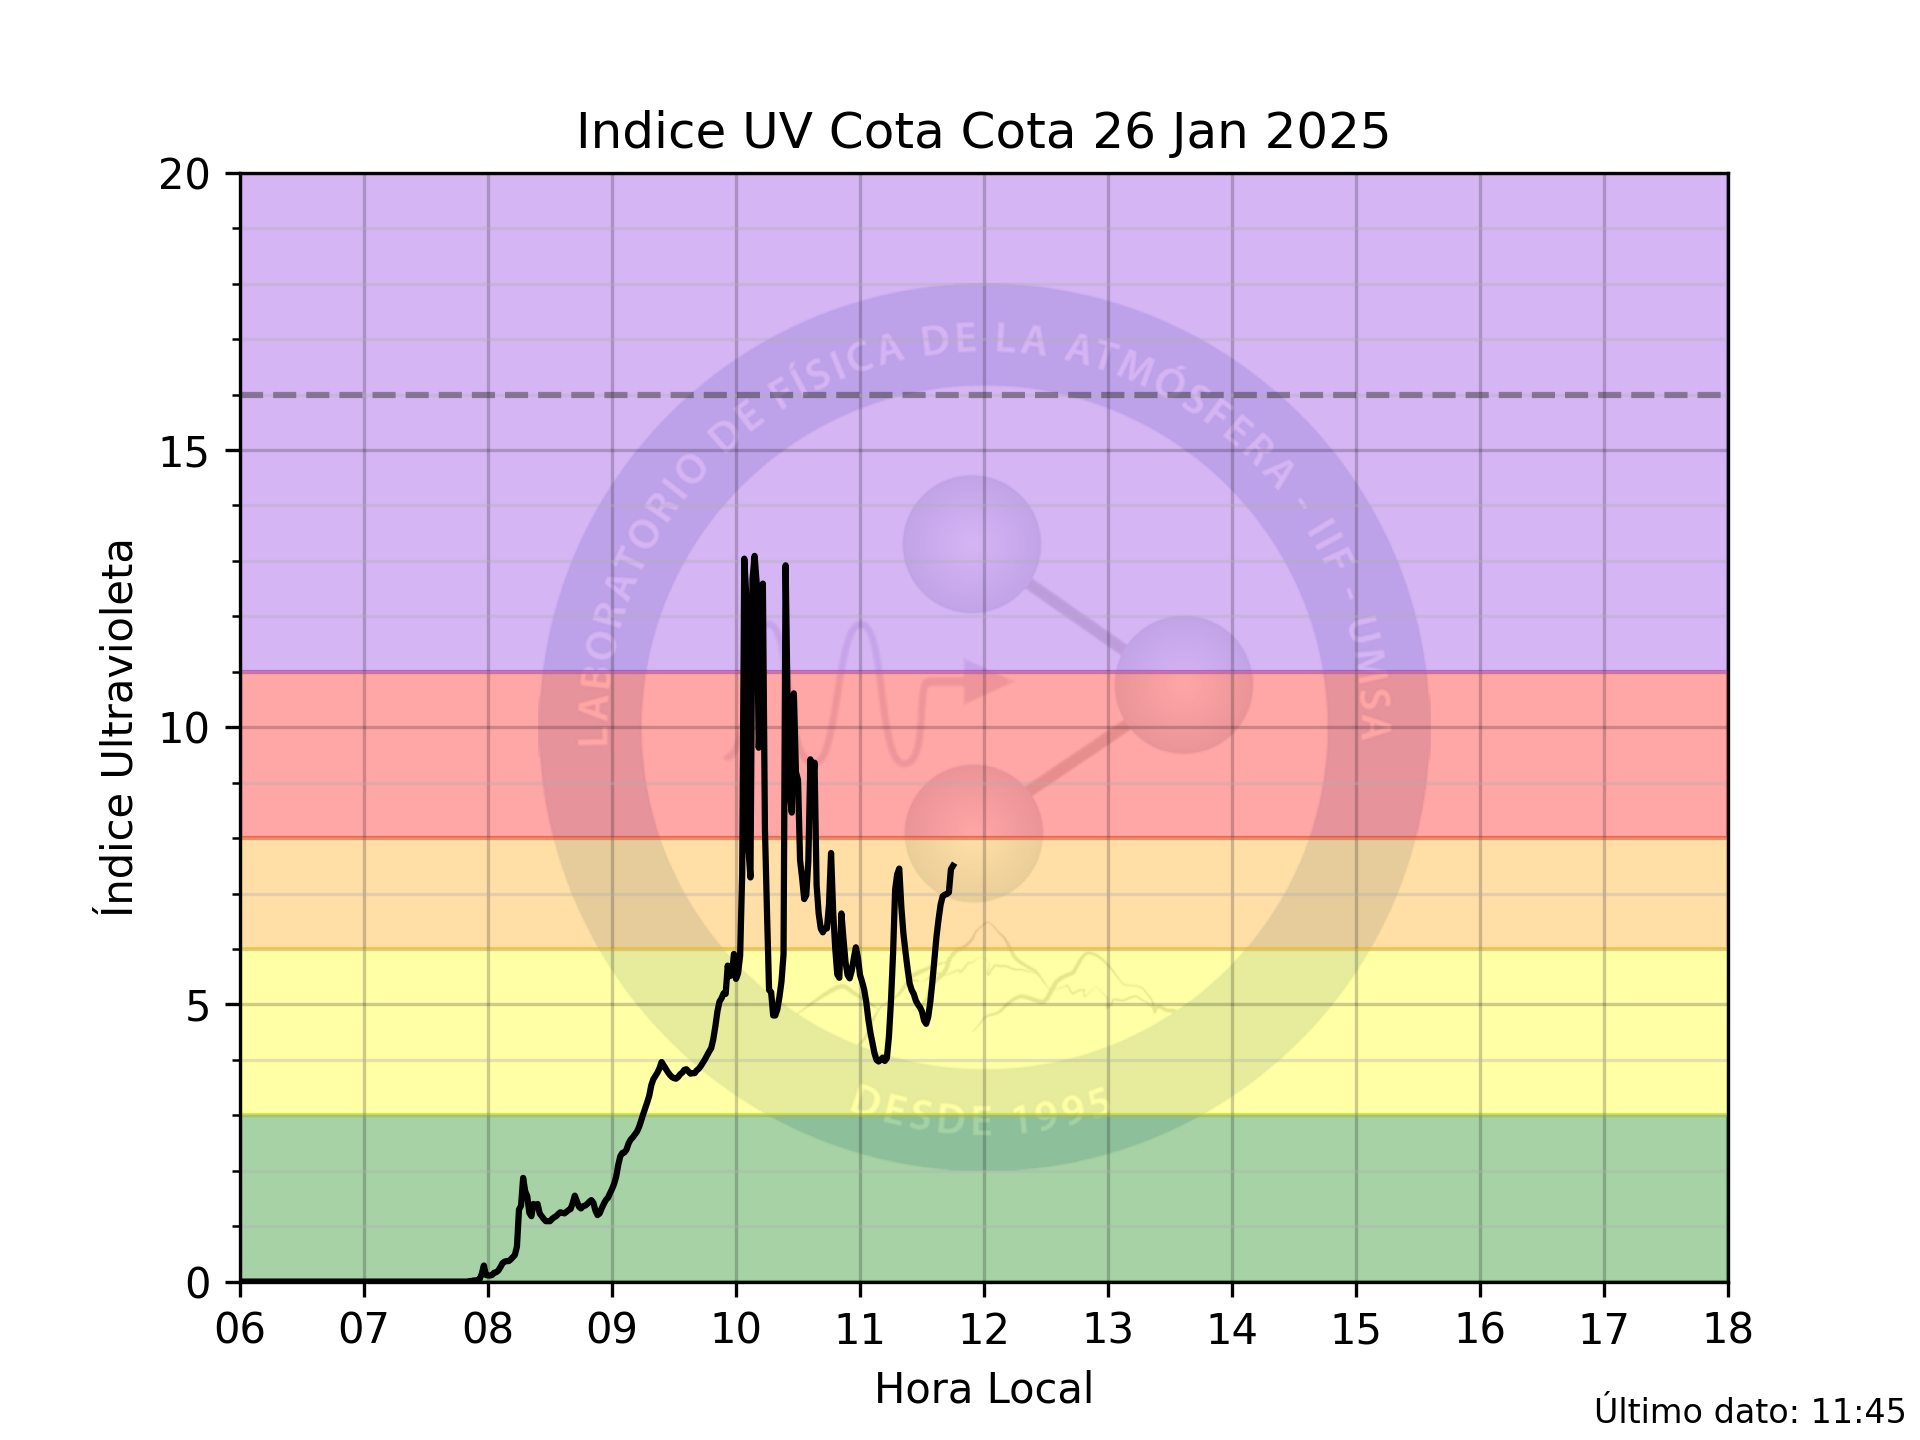 Indice UV Cota Cota 26 Jan 2025
20
15
10
5
0
Índice Ultravioleta
LABORATORIO DE FÍSICA DE LA ATMÓSFERA - IIF - UMSA
DESDE 1995
06 07 08 09 10 11 12 13 14 15 16 17 18
Hora Local
Último dato: 11:45